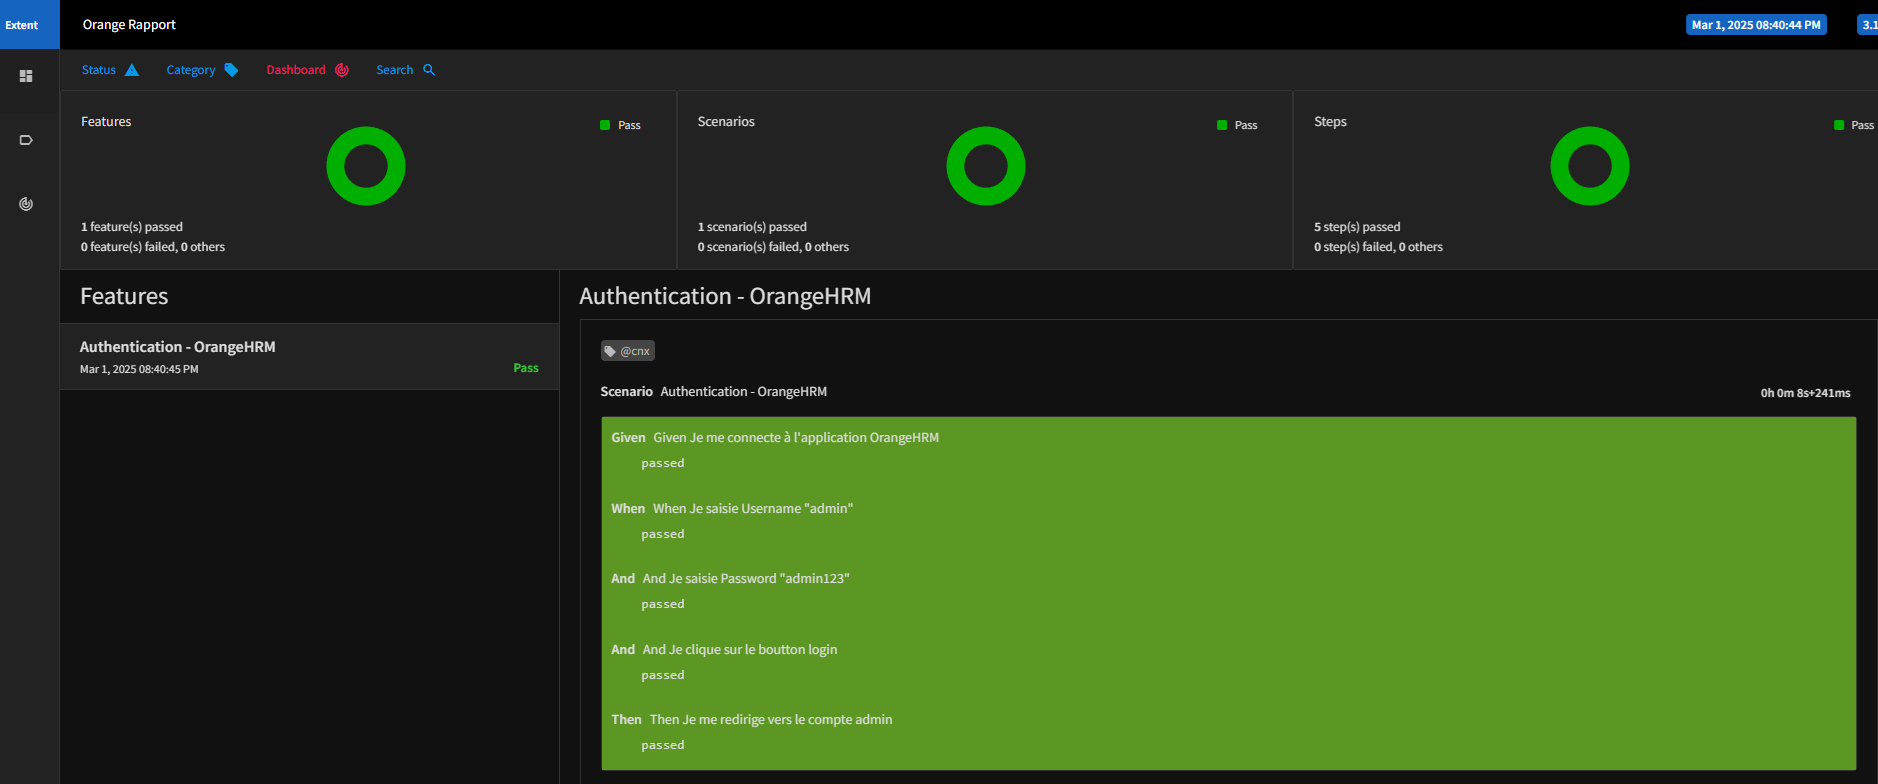 Extent
Orange Rapport
Mar 1, 2025 08:40:44 PM
3.1
Status
Category
Dashboard
Search
Features
Pass
1 feature(s) passed
0 feature(s) failed, 0 others
Scenarios
Pass
1 scenario(s) passed
0 scenario(s) failed, 0 others
Steps
Pass
5 step(s) passed
0 step(s) failed, 0 others
Features
Authentication - OrangeHRM
Mar 1, 2025 08:40:45 PM
Pass
Authentication - OrangeHRM
@cnx
Scenario Authentication - OrangeHRM
0h 0m 8s+241ms
Given Given Je me connecte à l'application OrangeHRM
passed
When When Je saisie Username "admin"
passed
And And Je saisie Password "admin123"
passed
And And Je clique sur le boutton login
passed
Then Then Je me redirige vers le compte admin
passed